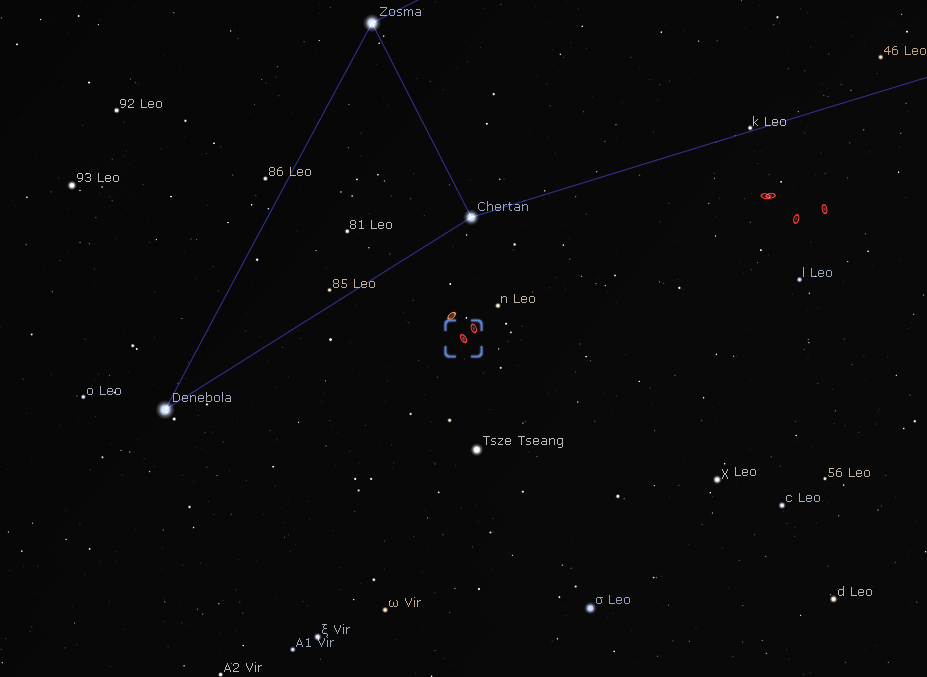 Zosma
46 Leo
92 Leo
k Leo
86 Leo
93 Leo
Chertan
81 Leo
l Leo
85 Leo
n Leo
o Leo
Denebola
Tsze Tseang
χ Leo
56 Leo
c Leo
d Leo
ω Vir
σ Leo
ξ Vir
A1 Vir
A2 Vir